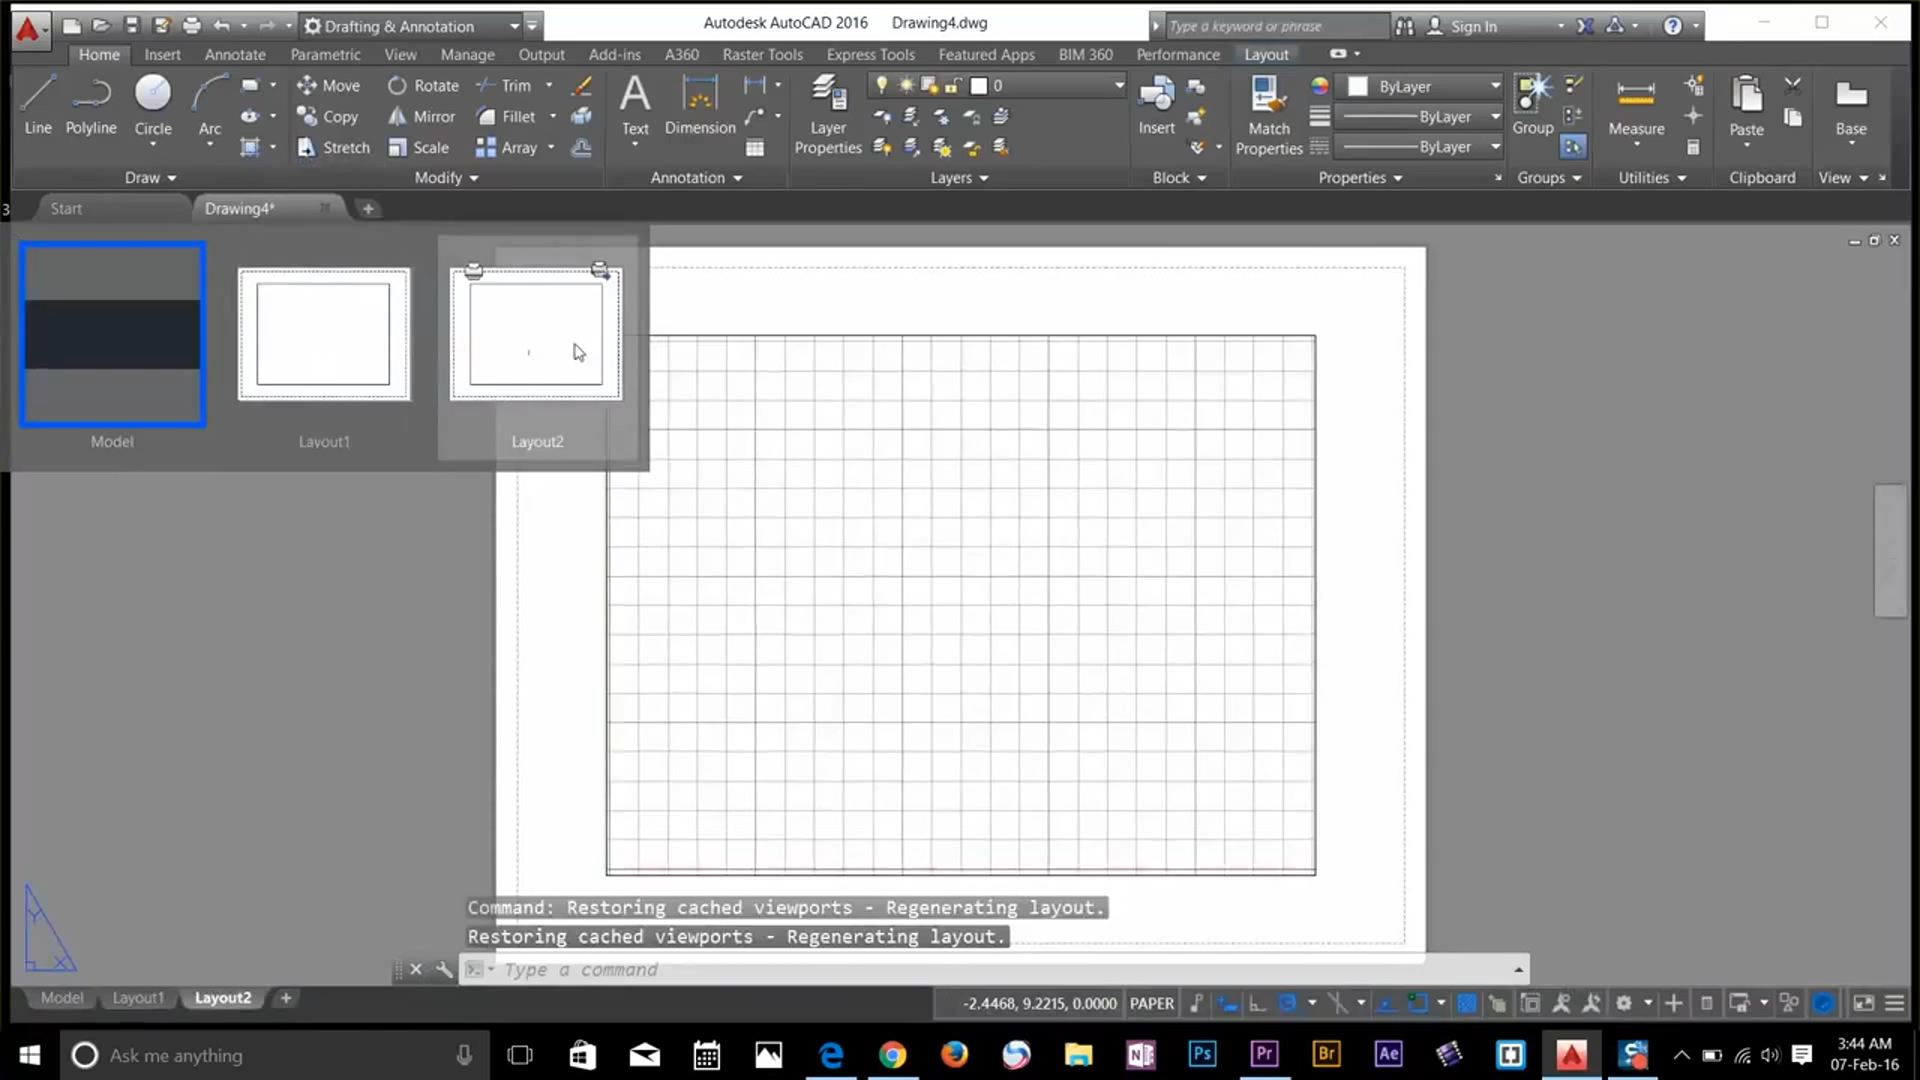 Drafting & Annotation
Autodesk AutoCAD 2016 Drawing4.dwg
Type a keyword or phrase
Sign In
Home Insert Annotate Parametric View Manage Output Add-ins A360 Raster Tools Express Tools Featured Apps BIM 360 Performance Layout
Line Polyline Circle Arc
Move Rotate Trim
Copy Mirror Fillet
Stretch Scale Array
Text Dimension
Layer Properties
0
Insert
Match Properties
ByLayer
ByLayer
ByLayer
Group Measure Paste Base
Draw Modify Annotation Layers Block Properties Groups Utilities Clipboard View
3 Start Drawing4* +
Model Layout1 Layout2
Y
X
Command: Restoring cached viewports - Regenerating layout.
Restoring cached viewports - Regenerating layout.
Type a command
Model Layout1 Layout2 +
-2.4468, 9.2215, 0.0000 PAPER
Ask me anything
Ps Pr Br Ae
3:44 AM
07-Feb-16